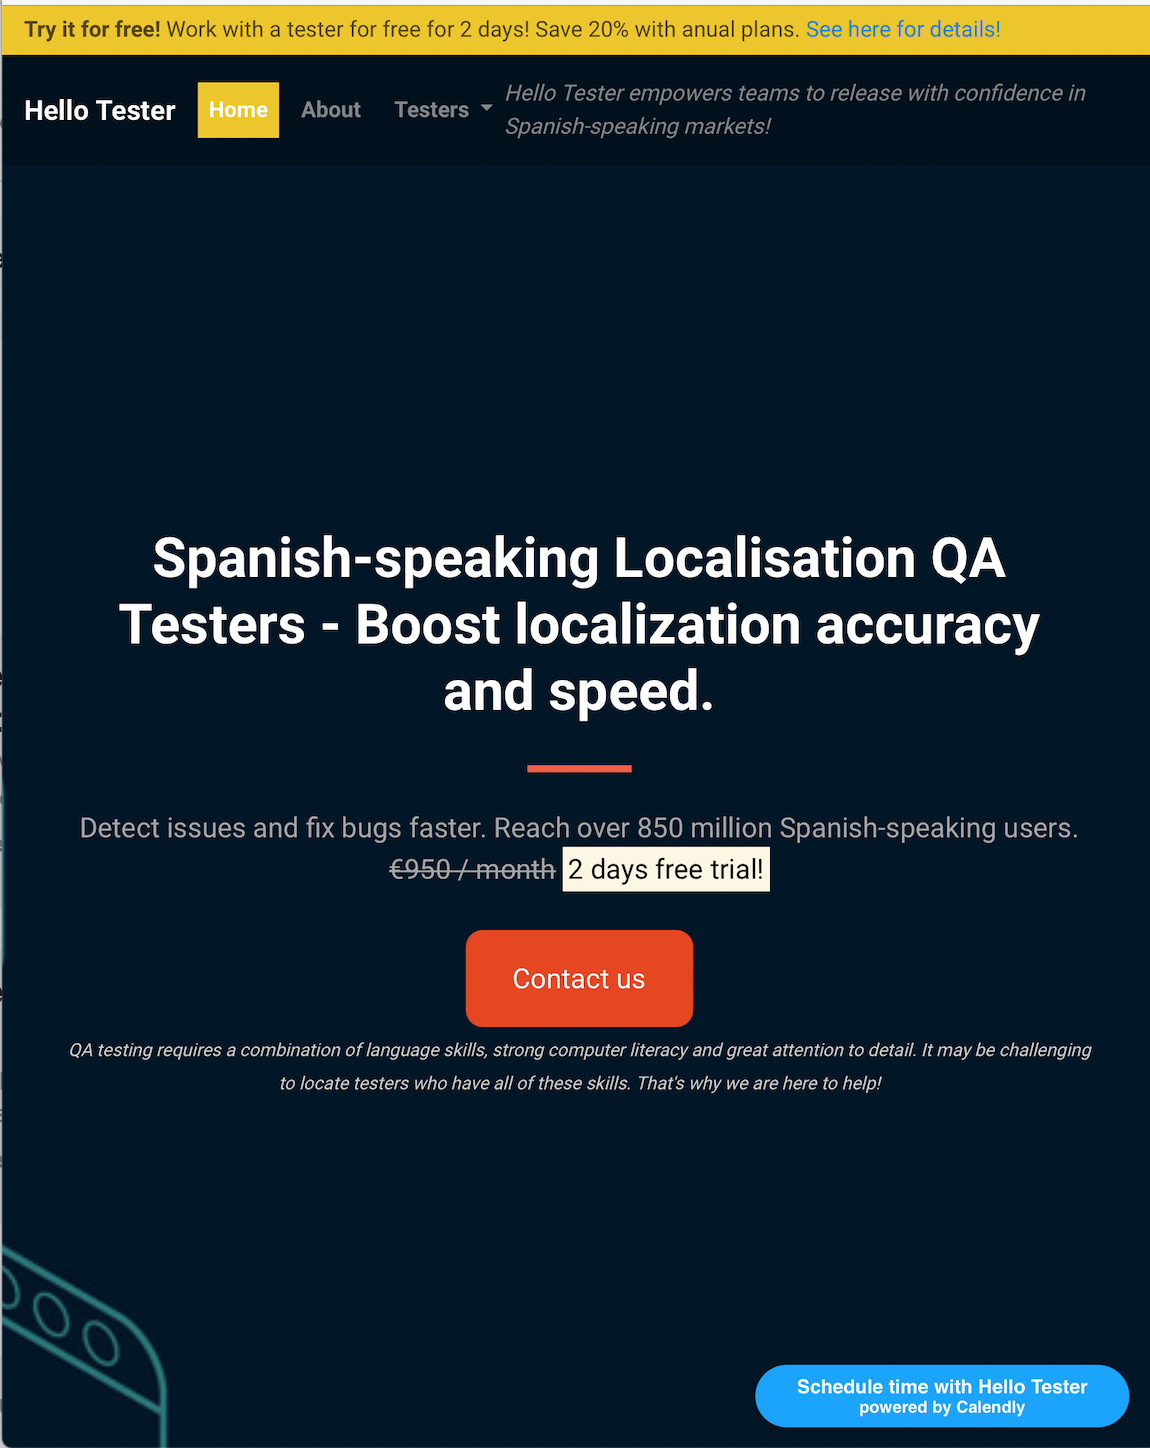 Try it for free! Work with a tester for free for 2 days! Save 20% with anual plans. See here for details!
Hello Tester
Home
About
Testers
Hello Tester empowers teams to release with confidence in
Spanish-speaking markets!
Spanish-speaking Localisation QA
Testers - Boost localization accuracy
and speed.
Detect issues and fix bugs faster. Reach over 850 million Spanish-speaking users.
€950 / month 2 days free trial!
Contact us
QA testing requires a combination of language skills, strong computer literacy and great attention to detail. It may be challenging
to locate testers who have all of these skills. That's why we are here to help!
Schedule time with Hello Tester
powered by Calendly